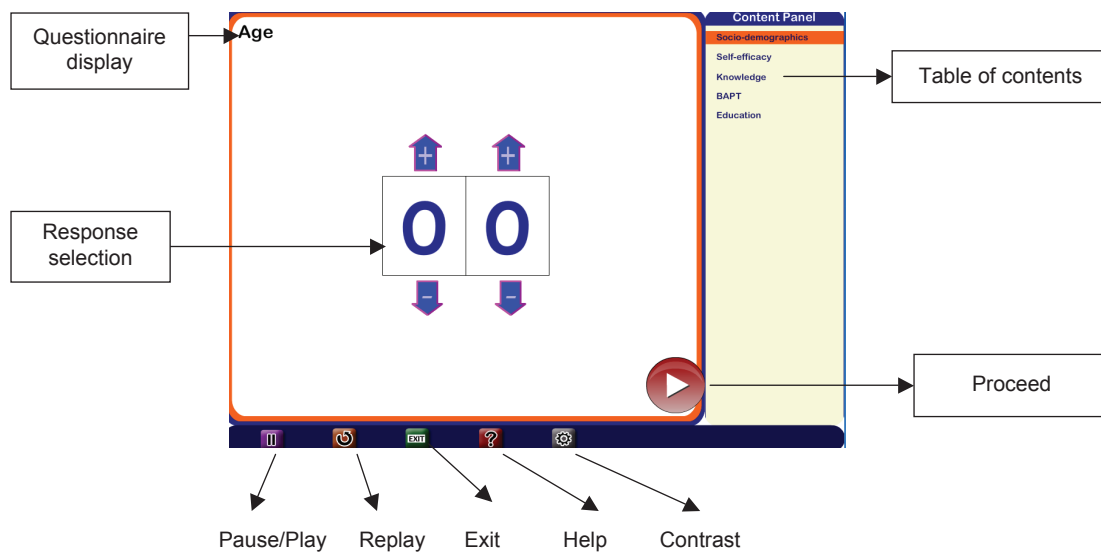 Questionnaire
display
Age
Content Panel
Socio-demographics
Self-efficacy
Knowledge
BAPT
Education
Table of contents
+ +
Response
selection
0 0
- -
Proceed
EXIT
?
Pause/Play Replay Exit Help Contrast